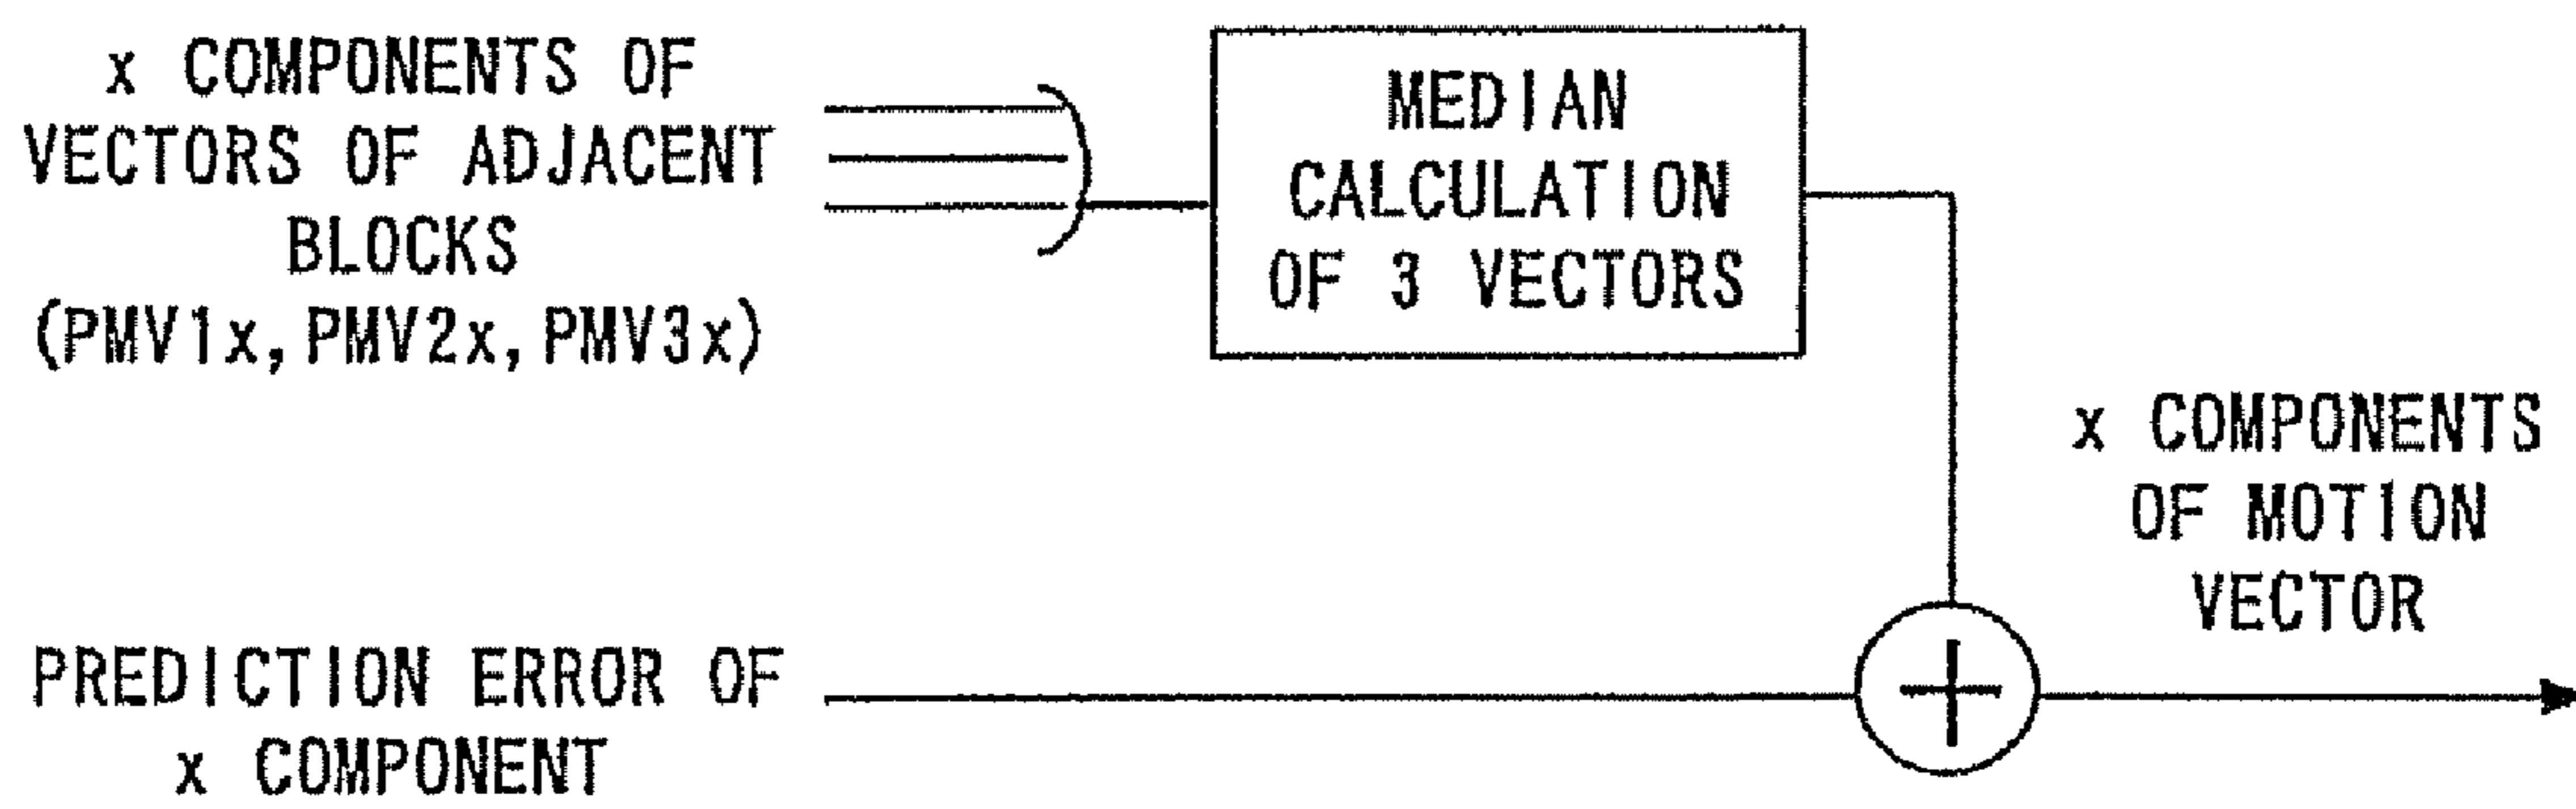 x COMPONENTS OF
VECTORS OF ADJACENT
BLOCKS
(PMV1x, PMV2x, PMV3x)
MEDIAN
CALCULATION
OF 3 VECTORS
x COMPONENTS
OF MOTION
VECTOR
PREDICTION ERROR OF
x COMPONENT